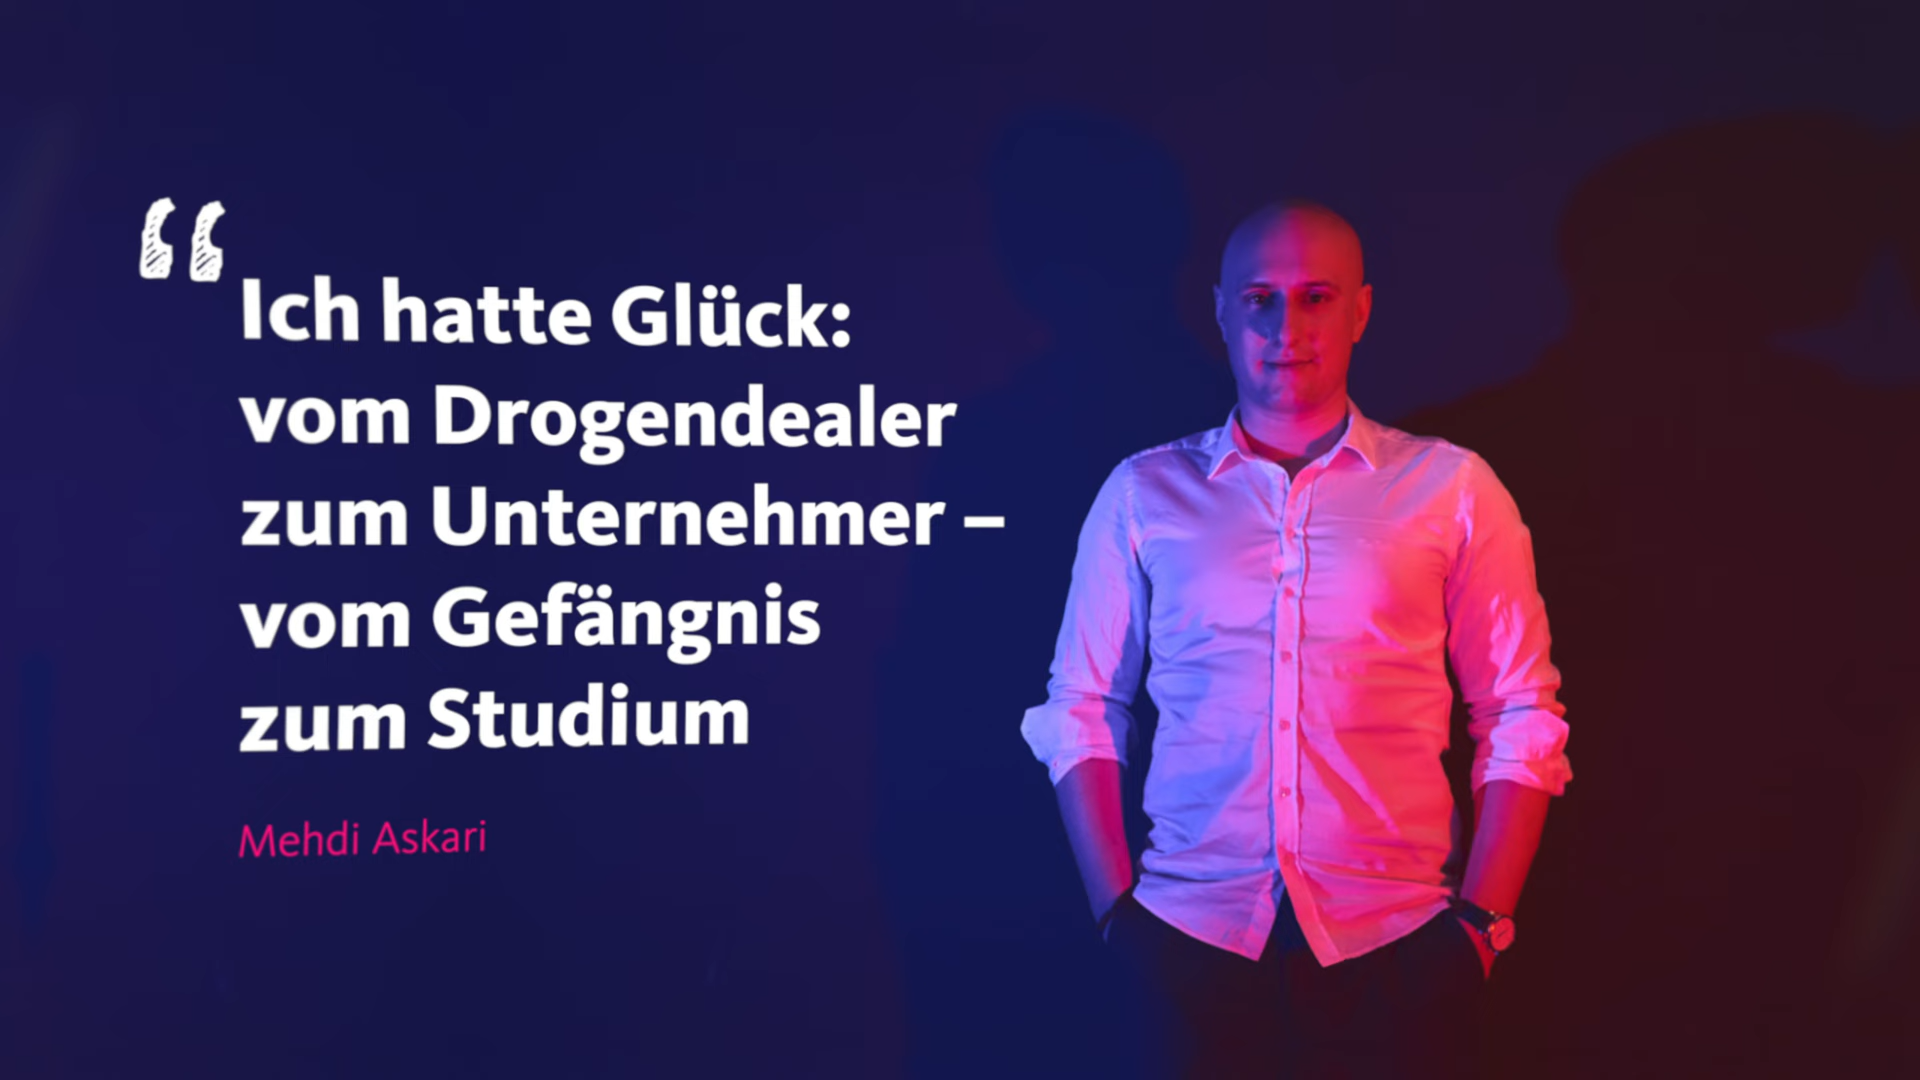 “
Ich hatte Glück:
vom Drogendealer
zum Unternehmer –
vom Gefängnis
zum Studium
Mehdi Askari